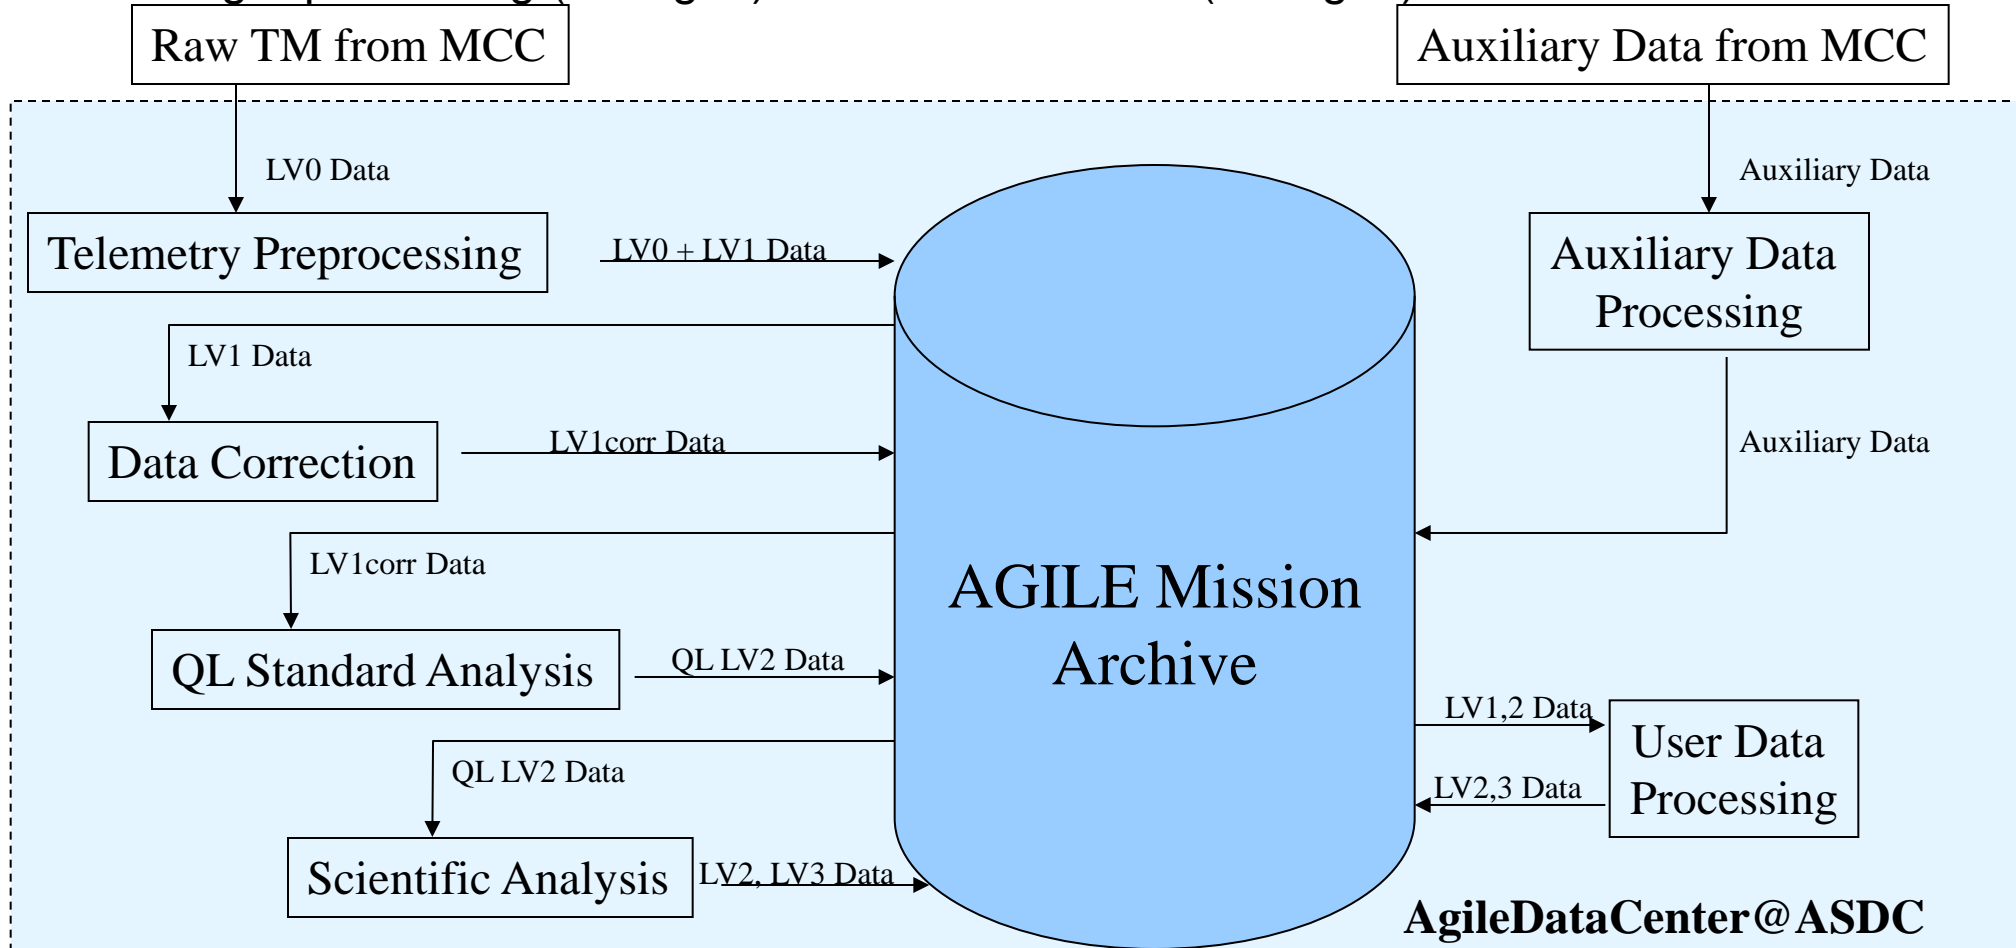 Raw TM from MCC
Auxiliary Data from MCC
LV0 Data
Auxiliary Data
Telemetry Preprocessing
LV0 + LV1 Data
Auxiliary Data
Processing
LV1 Data
Data Correction
LV1corr Data
Auxiliary Data
LV1corr Data
AGILE Mission
Archive
QL Standard Analysis
QL LV2 Data
LV1,2 Data
User Data
Processing
LV2,3 Data
QL LV2 Data
Scientific Analysis
LV2, LV3 Data
AgileDataCenter@ASDC